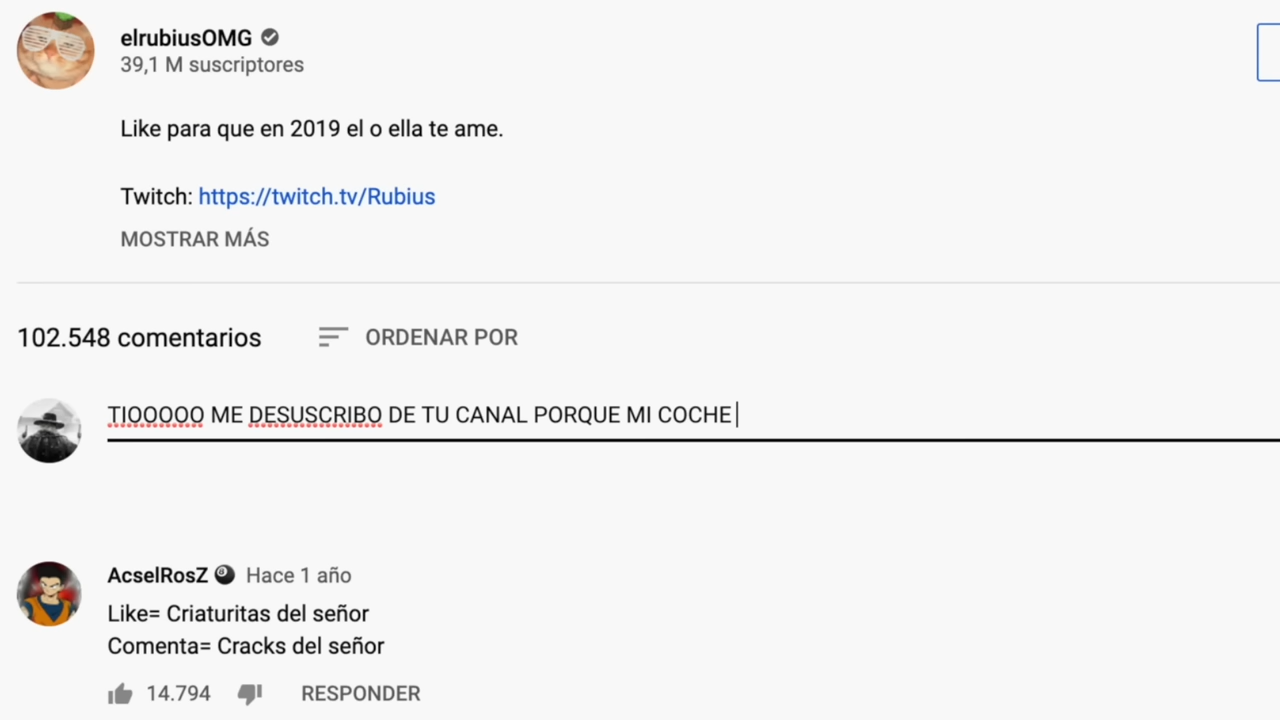 elrubiusOMG
39,1 M suscriptores
Like para que en 2019 el o ella te ame.
Twitch: https://twitch.tv/Rubius
MOSTRAR MÁS
102.548 comentarios ORDENAR POR
TIOOOOO ME DESUSCRIBO DE TU CANAL PORQUE MI COCHE
AcselRosZ Hace 1 año
Like= Criaturitas del señor
Comenta= Cracks del señor
14.794 RESPONDER